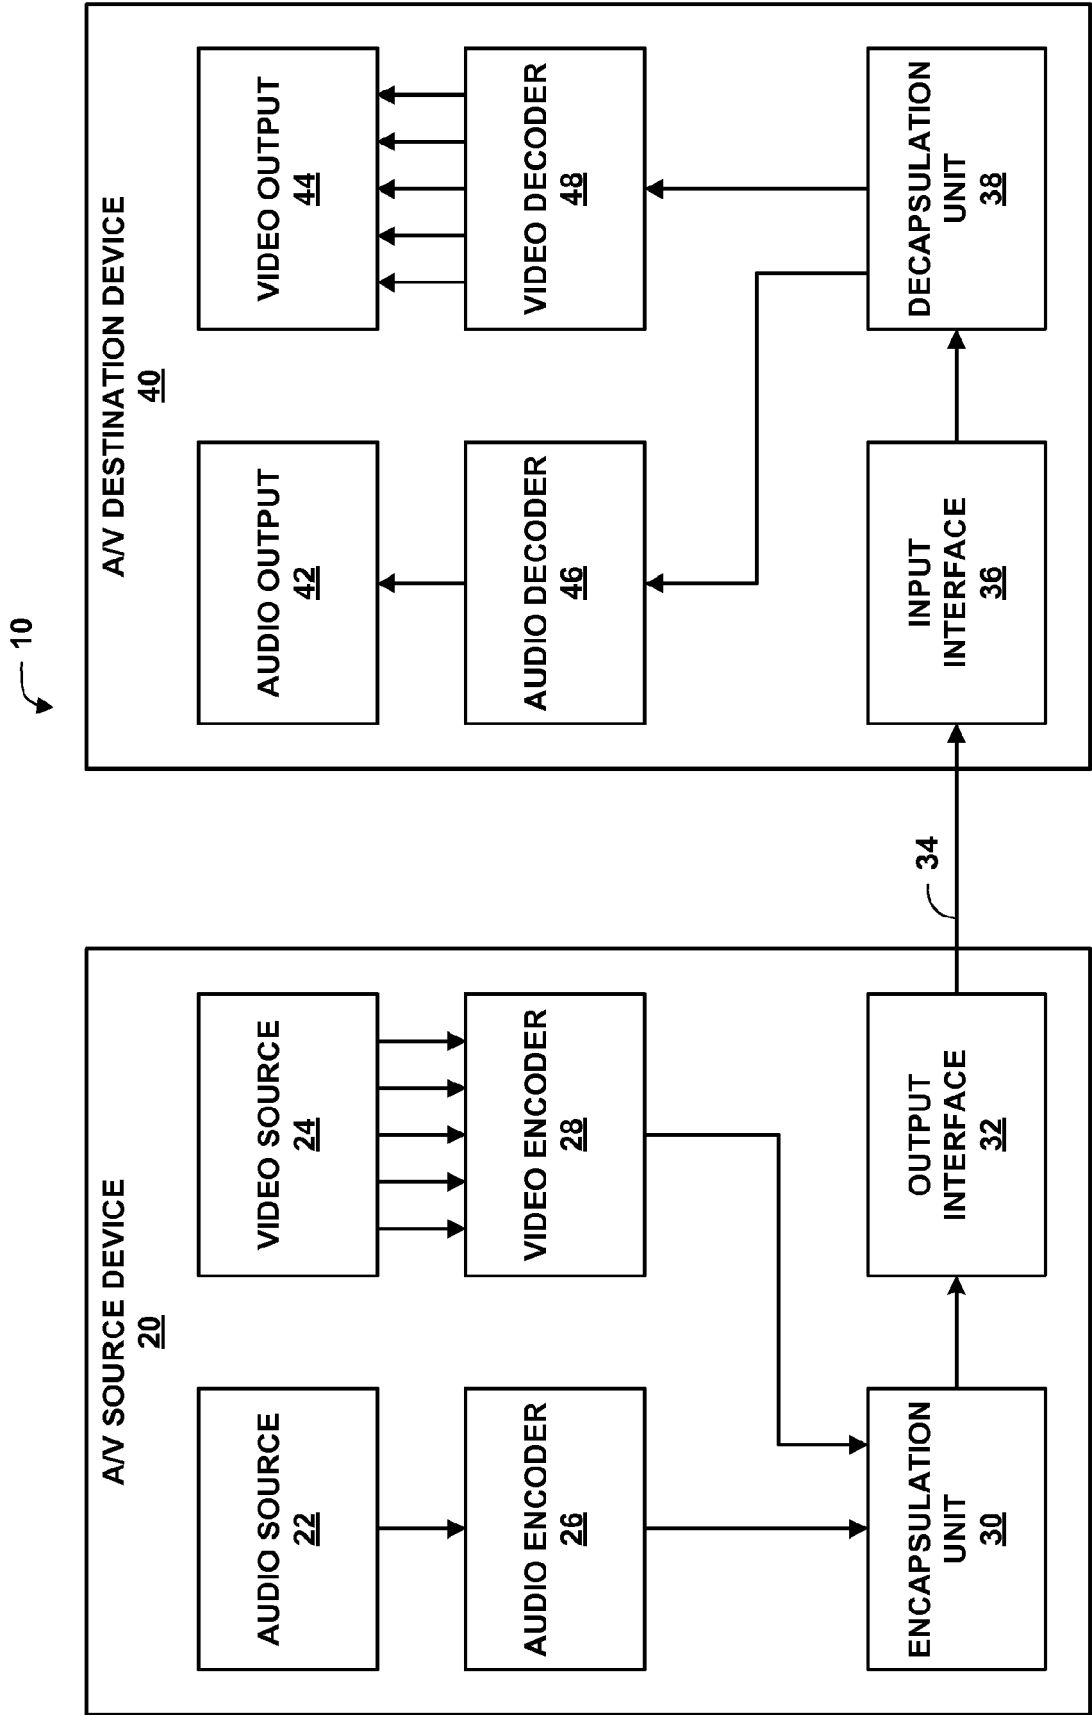 10
A/V SOURCE DEVICE
20
AUDIO SOURCE
22
VIDEO SOURCE
24
AUDIO ENCODER
26
VIDEO ENCODER
28
ENCAPSULATION
UNIT
30
OUTPUT
INTERFACE
32
34
A/V DESTINATION DEVICE
40
AUDIO OUTPUT
42
VIDEO OUTPUT
44
AUDIO DECODER
46
VIDEO DECODER
48
INPUT
INTERFACE
36
DECAPSULATION
UNIT
38